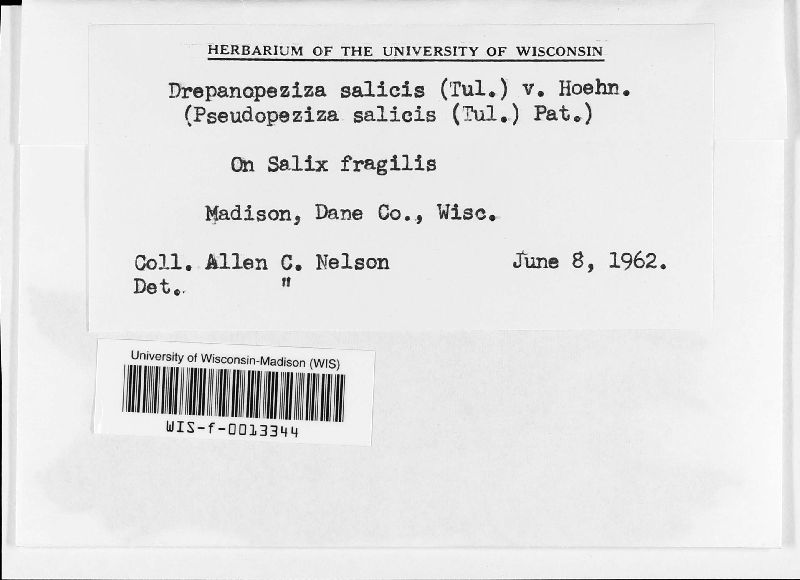 HERBARIUM OF THE UNIVERSITY OF WISCONSIN
Drepanopeziza salicis (Tul.) v. Hoehn.
(Pseudopeziza salicis (Tul.) Pat.)
On Salix fragilis
Madison, Dane Co., Wisc.
Coll. Allen C. Nelson June 8, 1962.
Det. "
University of Wisconsin-Madison (WIS)
WIS-f-0013344